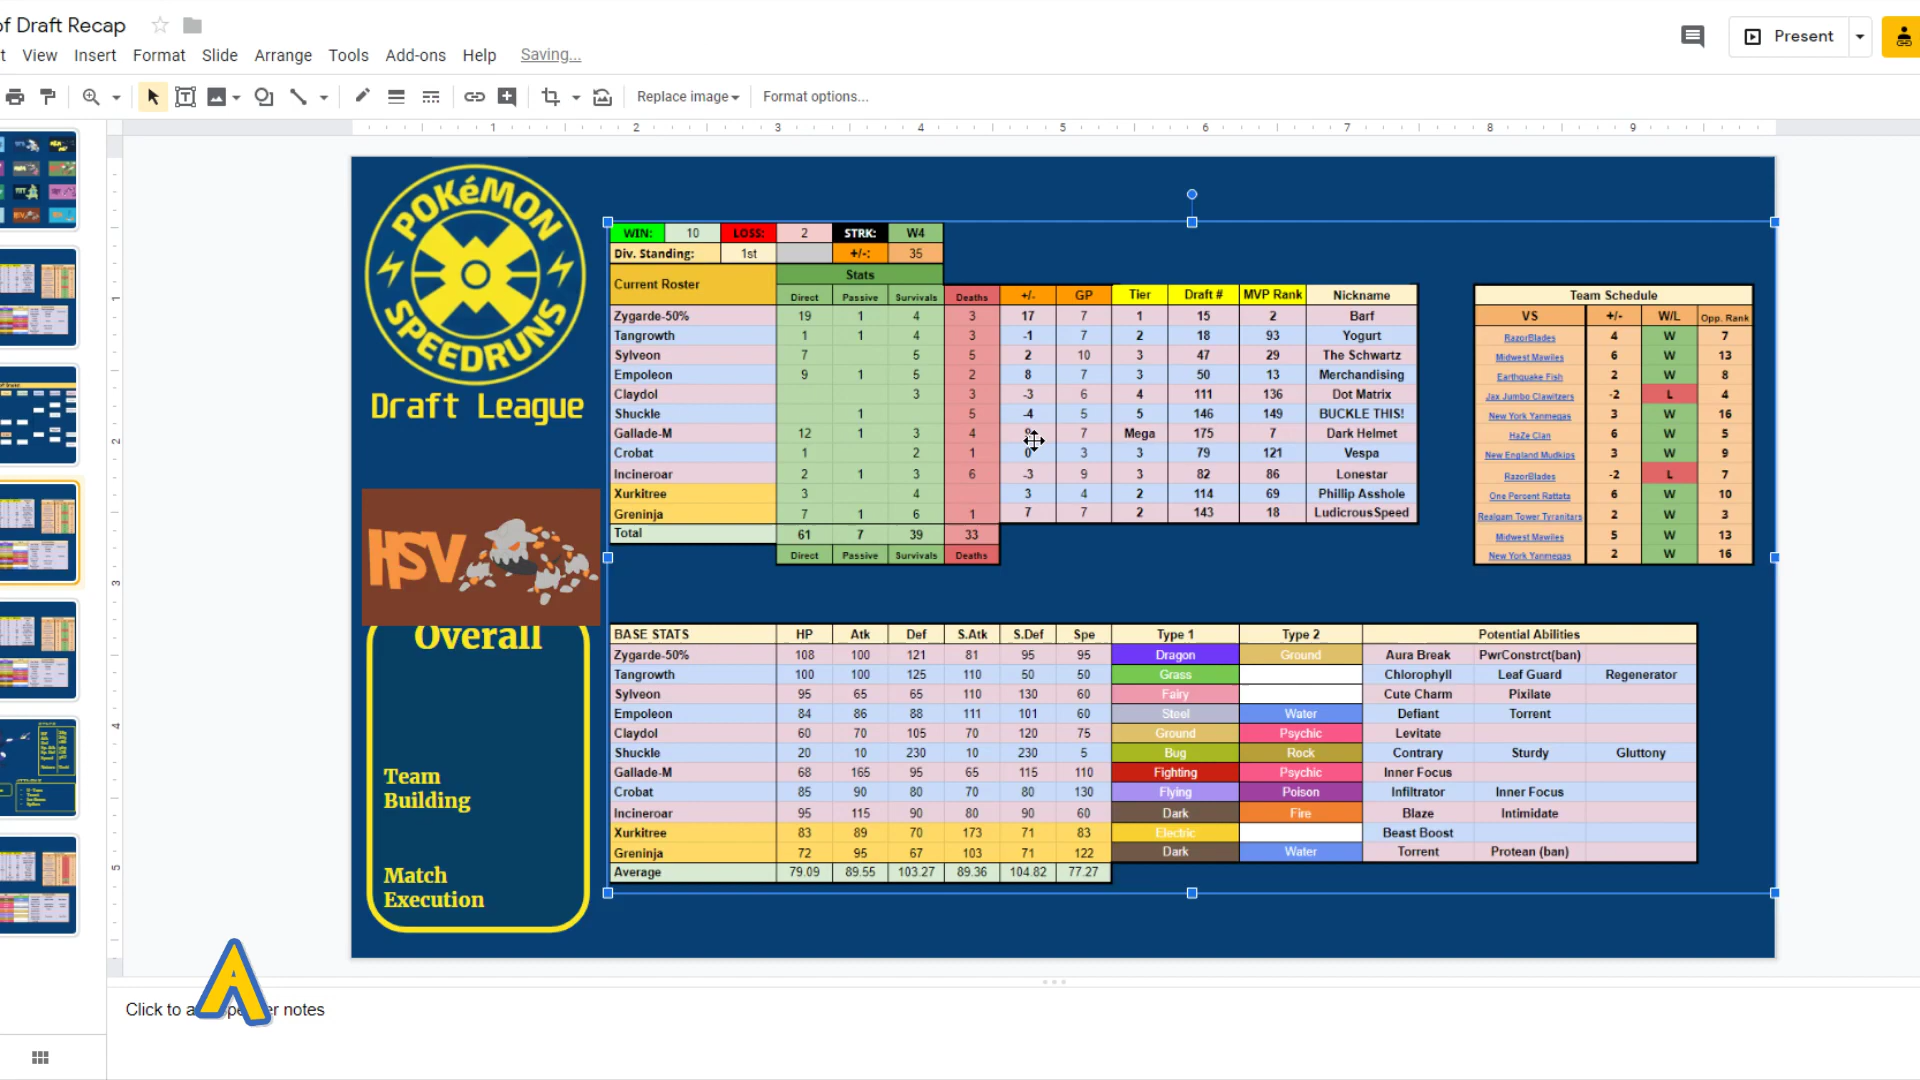 of Draft Recap
View Insert Format Slide Arrange Tools Add-ons Help Saving...
Present
Replace image Format options...
1 2 3 4 5 6 7 8 9
1
2
3
4
5
POKéMON SPEEDRUNS
Draft League
HSV
Overall
Team
Building
Match
Execution
WIN: 10 LOSS: 2 STRK: W4
Div. Standing: 1st +/-: 35
Current Roster Stats
Direct Passive Survivals Deaths +/- GP Tier Draft # MVP Rank Nickname
Zygarde-50% 19 1 4 3 17 7 1 15 2 Barf
Tangrowth 1 1 4 3 -1 7 2 18 93 Yogurt
Sylveon 7 5 5 2 10 3 47 29 The Schwartz
Empoleon 9 1 5 2 8 7 3 50 13 Merchandising
Claydol 3 3 -3 6 4 111 136 Dot Matrix
Shuckle 1 5 -4 5 5 146 149 BUCKLE THIS!
Gallade-M 12 1 3 4 7 Mega 175 7 Dark Helmet
Crobat 1 2 1 0 3 3 79 121 Vespa
Incineroar 2 1 3 6 -3 9 3 82 86 Lonestar
Xurkitree 3 4 3 4 2 114 69 Phillip Asshole
Greninja 7 1 6 1 7 7 2 143 18 LudicrousSpeed
Total 61 7 39 33
Direct Passive Survivals Deaths
Team Schedule
VS +/- W/L Opp. Rank
RazorBlades 4 W 7
Midwest Mawiles 6 W 13
Earthquake Fish 2 W 8
Jax Jumbo Clawitzers -2 L 4
New York Yanmegas 3 W 16
HaZe Clan 6 W 5
New England Mudkips 3 W 9
RazorBlades -2 L 7
One Percent Rattata 6 W 10
Realgam Tower Tyranitars 2 W 3
Midwest Mawiles 5 W 13
New York Yanmegas 2 W 16
BASE STATS HP Atk Def S.Atk S.Def Spe Type 1 Type 2 Potential Abilities
Zygarde-50% 108 100 121 81 95 95 Dragon Ground Aura Break PwrConstrct(ban)
Tangrowth 100 100 125 110 50 50 Grass Chlorophyll Leaf Guard Regenerator
Sylveon 95 65 65 110 130 60 Fairy Cute Charm Pixilate
Empoleon 84 86 88 111 101 60 Steel Water Defiant Torrent
Claydol 60 70 105 70 120 75 Ground Psychic Levitate
Shuckle 20 10 230 10 230 5 Bug Rock Contrary Sturdy Gluttony
Gallade-M 68 165 95 65 115 110 Fighting Psychic Inner Focus
Crobat 85 90 80 70 80 130 Flying Poison Infiltrator Inner Focus
Incineroar 95 115 90 80 90 60 Dark Fire Blaze Intimidate
Xurkitree 83 89 70 173 71 83 Electric Beast Boost
Greninja 72 95 67 103 71 122 Dark Water Torrent Protean (ban)
Average 79.09 89.55 103.27 89.36 104.82 77.27
A
Click to a notes